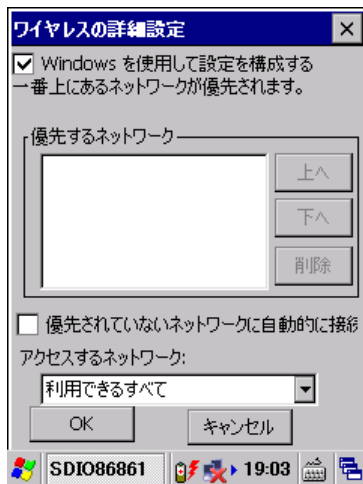 ワイヤレスの詳細設定
Windows を使用して設定を構成する
一番上にあるネットワークが優先されます。
優先するネットワーク
上へ
下へ
削除
優先されていないネットワークに自動的に接続
アクセスするネットワーク:
利用できるすべて
OK
キャンセル
SDIO86861
19:03